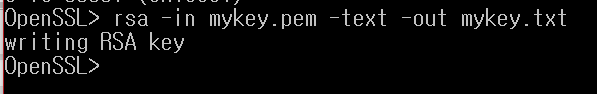 OpenSSL> rsa -in mykey.pem -text -out mykey.txt
writing RSA key
OpenSSL>